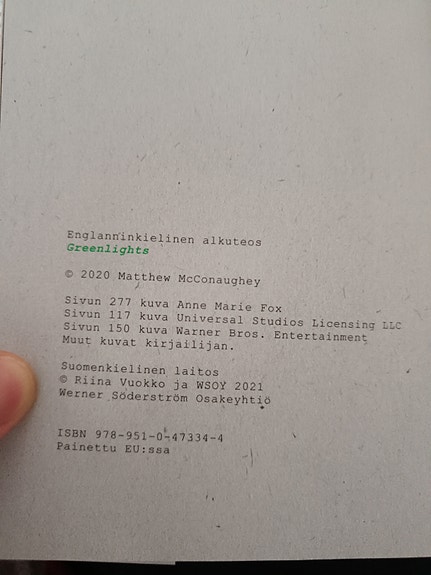 Englanninkielinen alkuteos
Greenlights
© 2020 Matthew McConaughey
Sivun 277 kuva Anne Marie Fox
Sivun 117 kuva Universal Studios Licensing LLC
Sivun 150 kuva Warner Bros. Entertainment
Muut kuvat kirjailijan.
Suomenkielinen laitos
© Riina Vuokko ja WSOY 2021
Werner Söderström Osakeyhtiö
ISBN 978-951-0-47334-4
Painettu EU:ssa